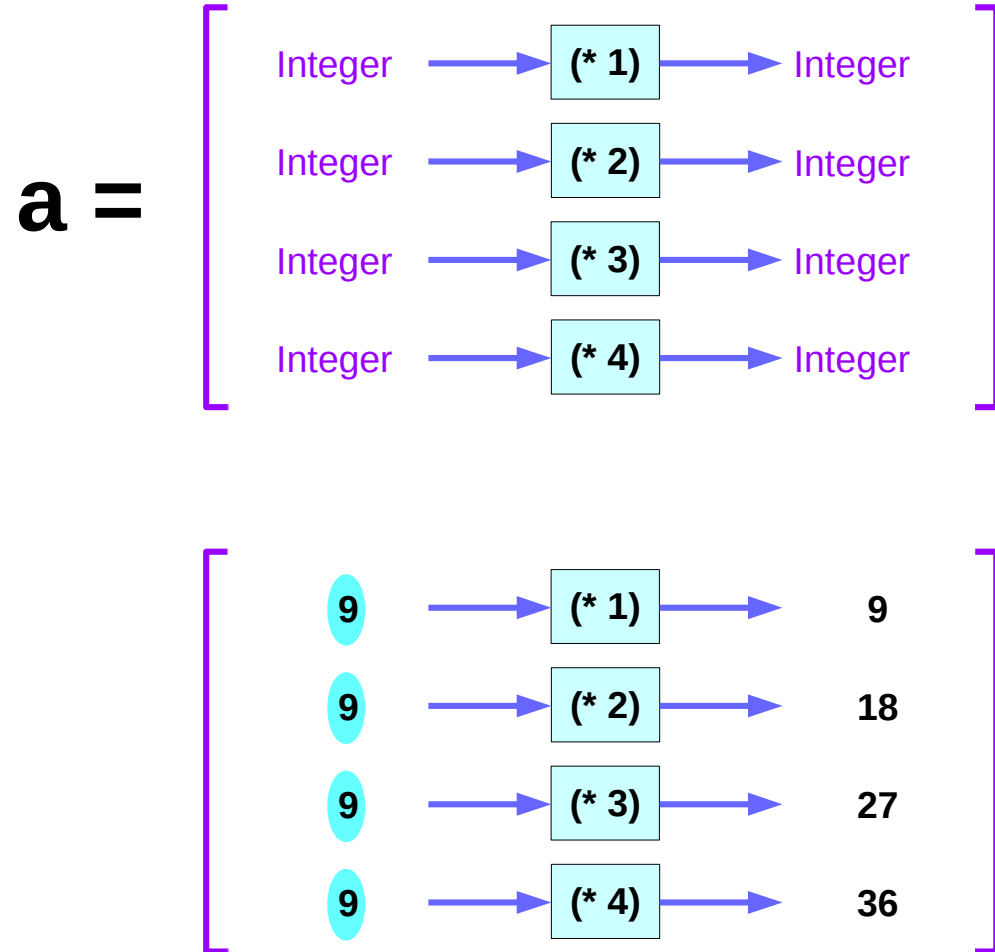 Integer (* 1) Integer
Integer (* 2) Integer
a =
Integer (* 3) Integer
Integer (* 4) Integer
9 (* 1) 9
9 (* 2) 18
9 (* 3) 27
9 (* 4) 36